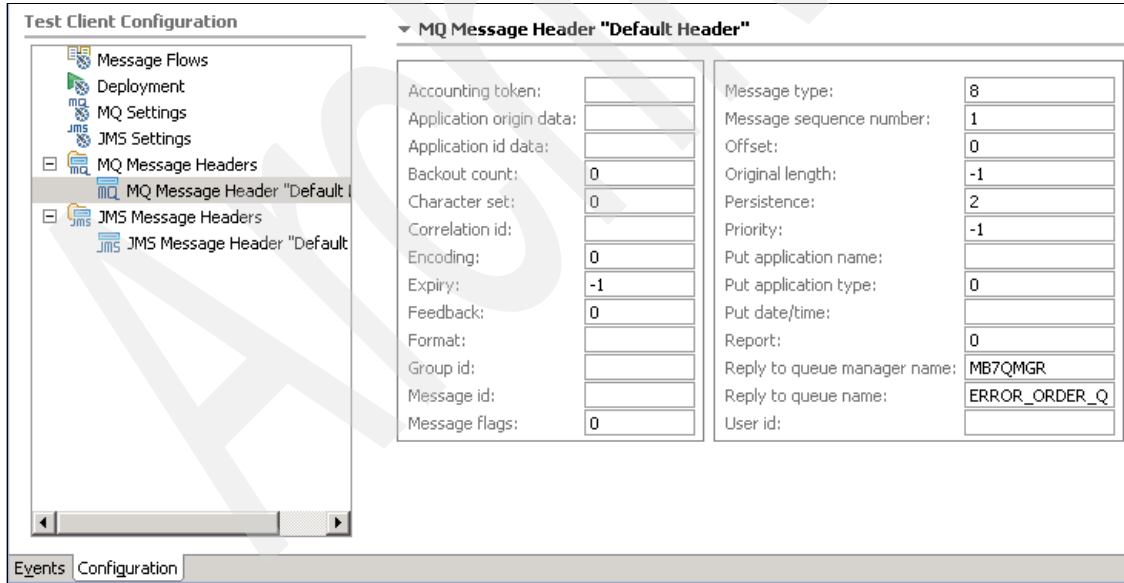 Test Client Configuration
Message Flows
Deployment
MQ Settings
JMS Settings
MQ Message Headers
MQ Message Header "Default
JMS Message Headers
JMS Message Header "Default
MQ Message Header "Default Header"
Accounting token:
Application origin data:
Application id data:
Backout count: 0
Character set: 0
Correlation id:
Encoding: 0
Expiry: -1
Feedback: 0
Format:
Group id:
Message id:
Message flags: 0
Message type: 8
Message sequence number: 1
Offset: 0
Original length: -1
Persistence: 2
Priority: -1
Put application name:
Put application type: 0
Put date/time:
Report: 0
Reply to queue manager name: MB7QMGR
Reply to queue name: ERROR_ORDER_Q
User id:
Events Configuration